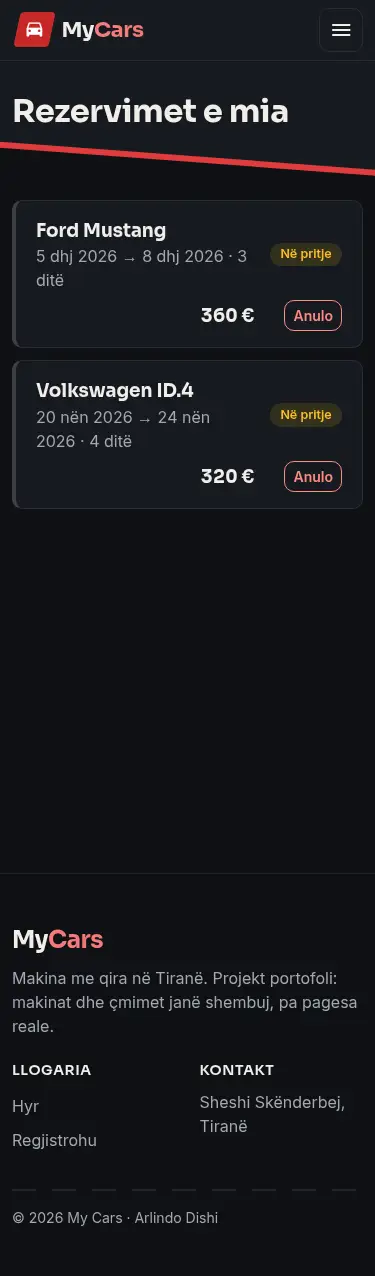 MyCars
Rezervimet e mia
Ford Mustang
5 dhj 2026 → 8 dhj 2026 · 3
ditë
Në pritje
360 €
Anulo
Volkswagen ID.4
20 nën 2026 → 24 nën
2026 · 4 ditë
Në pritje
320 €
Anulo
MyCars
Makina me qira në Tiranë. Projekt portofoli:
makinat dhe çmimet janë shembuj, pa pagesa
reale.
LLOGARIA
Hyr
Regjistrohu
KONTAKT
Sheshi Skënderbej,
Tiranë
© 2026 My Cars · Arlindo Dishi